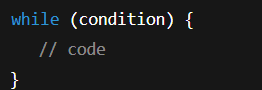 while (condition) {
// code
}